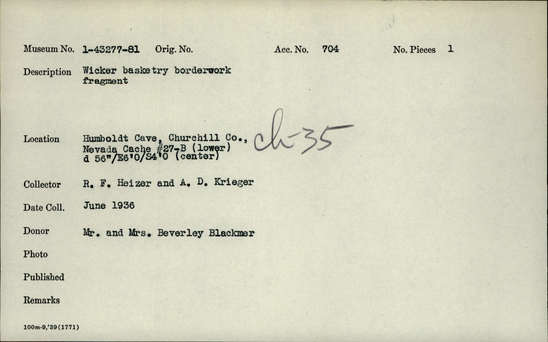 Museum No. 1-43277-81 Orig. No. Acc. No. 704 No. Pieces 1
Description Wicker basketry borderwork
fragment
Location Humboldt Cave, Churchill Co.,
Nevada Cache #27-B (lower)
d 56"/E6'0/S4'0 (center)
ch-35
Collector R. F. Heizer and A. D. Krieger
Date Coll. June 1936
Donor Mr. and Mrs. Beverley Blackmer
Photo
Published
Remarks
100m-9,'39(1771)